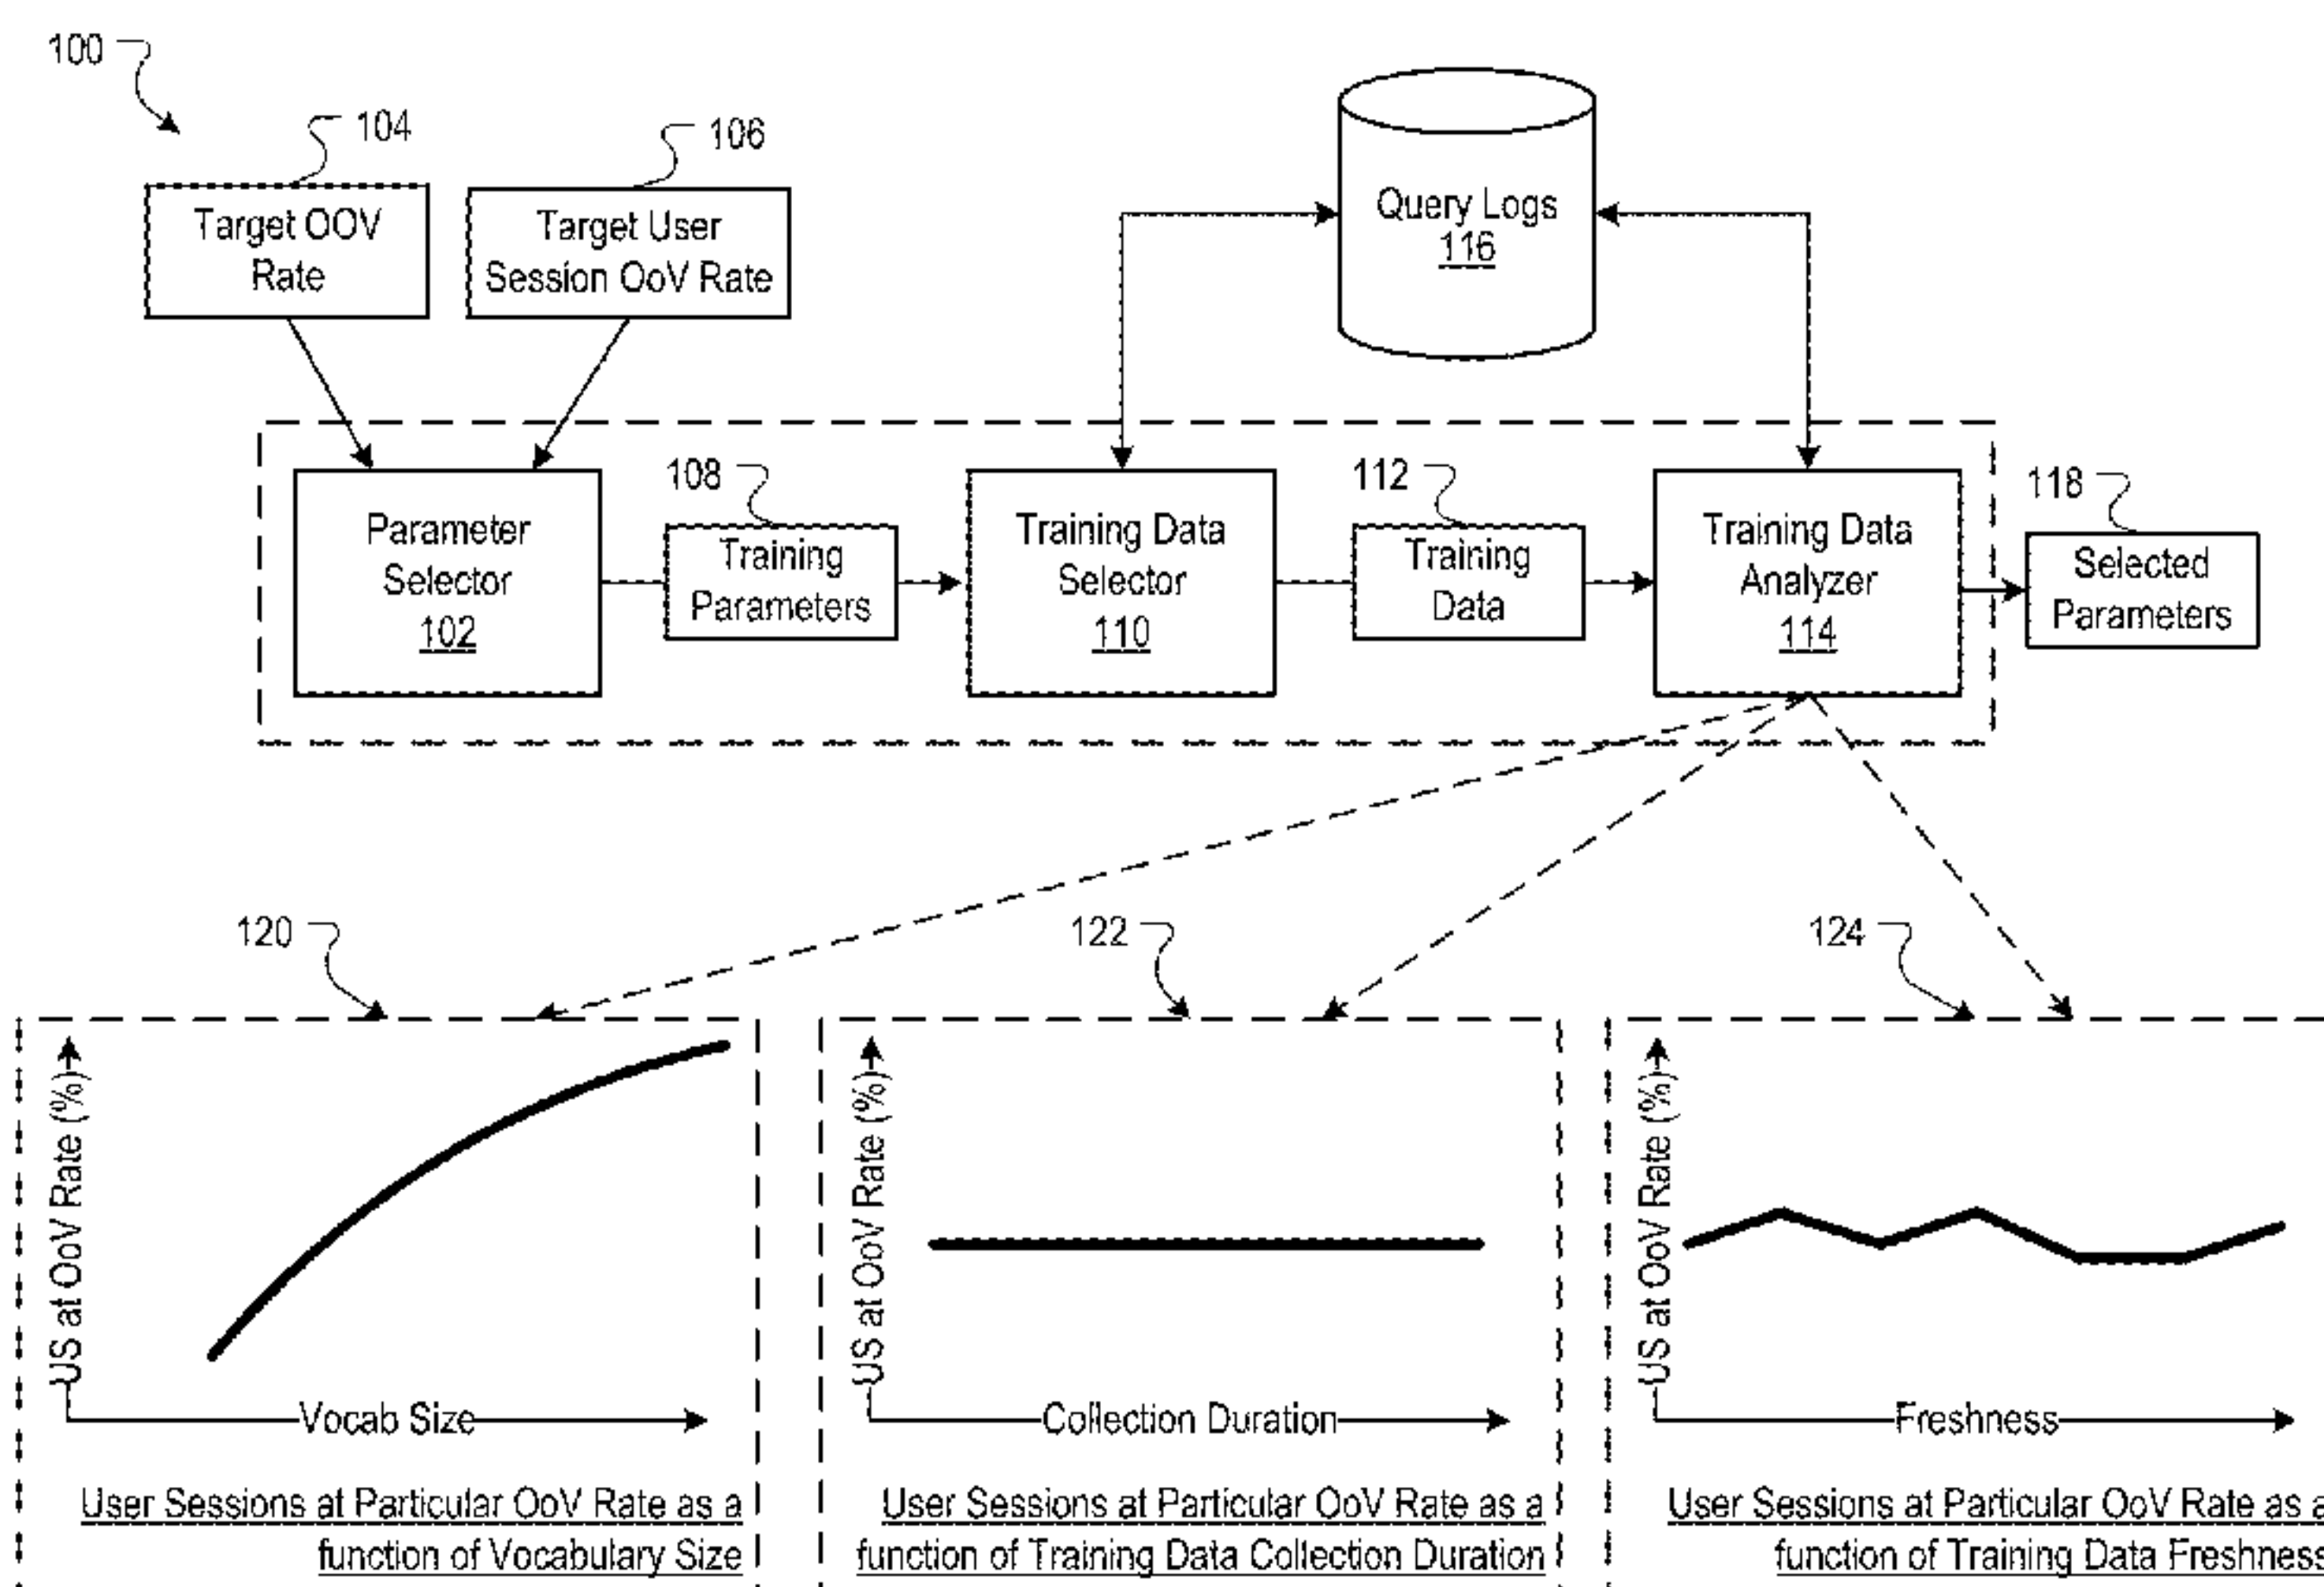 100
104
106
Target OOV
Rate
Target User
Session OoV Rate
Query Logs
116
108
112
118
Parameter
Selector
102
Training
Parameters
Training Data
Selector
110
Training
Data
Training Data
Analyzer
114
Selected
Parameters
120
122
124
US at OoV Rate (%)
Vocab Size
User Sessions at Particular OoV Rate as a
function of Vocabulary Size
US at OoV Rate (%)
Collection Duration
User Sessions at Particular OoV Rate as a
function of Training Data Collection Duration
US at OoV Rate (%)
Freshness
User Sessions at Particular OoV Rate as a
function of Training Data Freshness